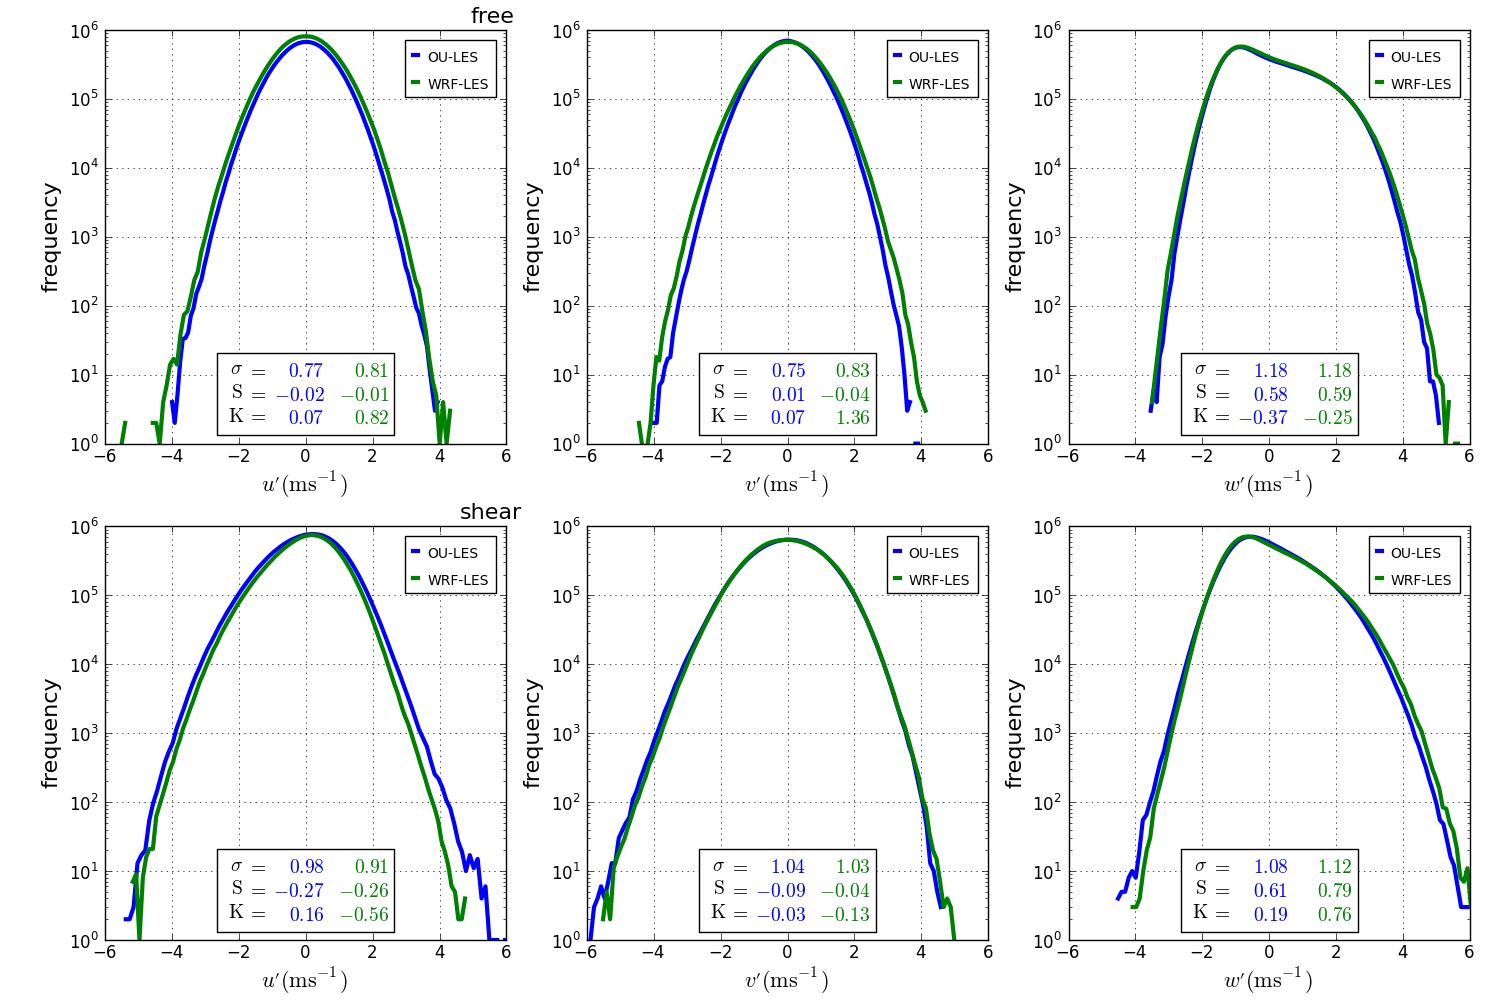 free
10^6
10^5
10^4
10^3
10^2
10^1
10^0
frequency
OU-LES
WRF-LES
σ = 0.77 0.81
S = −0.02 −0.01
K = 0.07 0.82
−6 −4 −2 0 2 4 6
u′(ms^−1)
10^6
10^5
10^4
10^3
10^2
10^1
10^0
frequency
OU-LES
WRF-LES
σ = 0.75 0.83
S = 0.01 −0.04
K = 0.07 1.36
−6 −4 −2 0 2 4 6
v′(ms^−1)
10^6
10^5
10^4
10^3
10^2
10^1
10^0
frequency
OU-LES
WRF-LES
σ = 1.18 1.18
S = 0.58 0.59
K = −0.37 −0.25
−6 −4 −2 0 2 4 6
w′(ms^−1)
shear
10^6
10^5
10^4
10^3
10^2
10^1
10^0
frequency
OU-LES
WRF-LES
σ = 0.98 0.91
S = −0.27 −0.26
K = 0.16 −0.56
−6 −4 −2 0 2 4 6
u′(ms^−1)
10^6
10^5
10^4
10^3
10^2
10^1
10^0
frequency
OU-LES
WRF-LES
σ = 1.04 1.03
S = −0.09 −0.04
K = −0.03 −0.13
−6 −4 −2 0 2 4 6
v′(ms^−1)
10^6
10^5
10^4
10^3
10^2
10^1
10^0
frequency
OU-LES
WRF-LES
σ = 1.08 1.12
S = 0.61 0.79
K = 0.19 0.76
−6 −4 −2 0 2 4 6
w′(ms^−1)